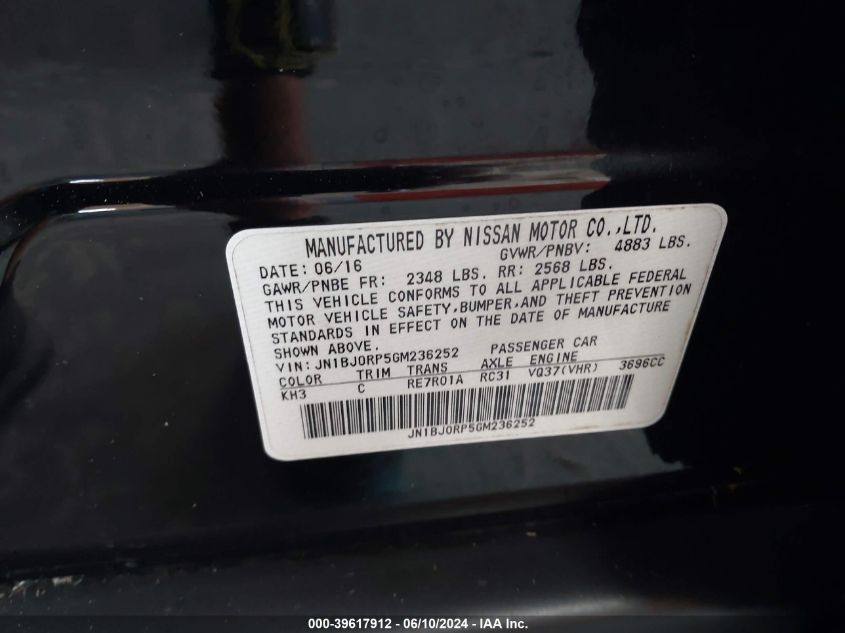 MANUFACTURED BY NISSAN MOTOR CO.,LTD.
DATE: 06/16 GVWR/PNBV: 4883 LBS.
GAWR/PNBE FR: 2348 LBS. RR: 2568 LBS.
THIS VEHICLE CONFORMS TO ALL APPLICABLE FEDERAL
MOTOR VEHICLE SAFETY,BUMPER,AND THEFT PREVENTION
STANDARDS IN EFFECT ON THE DATE OF MANUFACTURE
SHOWN ABOVE.
VIN: JN1BJ0RP5GM236252 PASSENGER CAR
COLOR TRIM TRANS AXLE ENGINE
KH3 C RE7R01A RC31 VQ37(VHR) 3696CC
JN1BJ0RP5GM236252
000-39617912 - 06/10/2024 - IAA Inc.